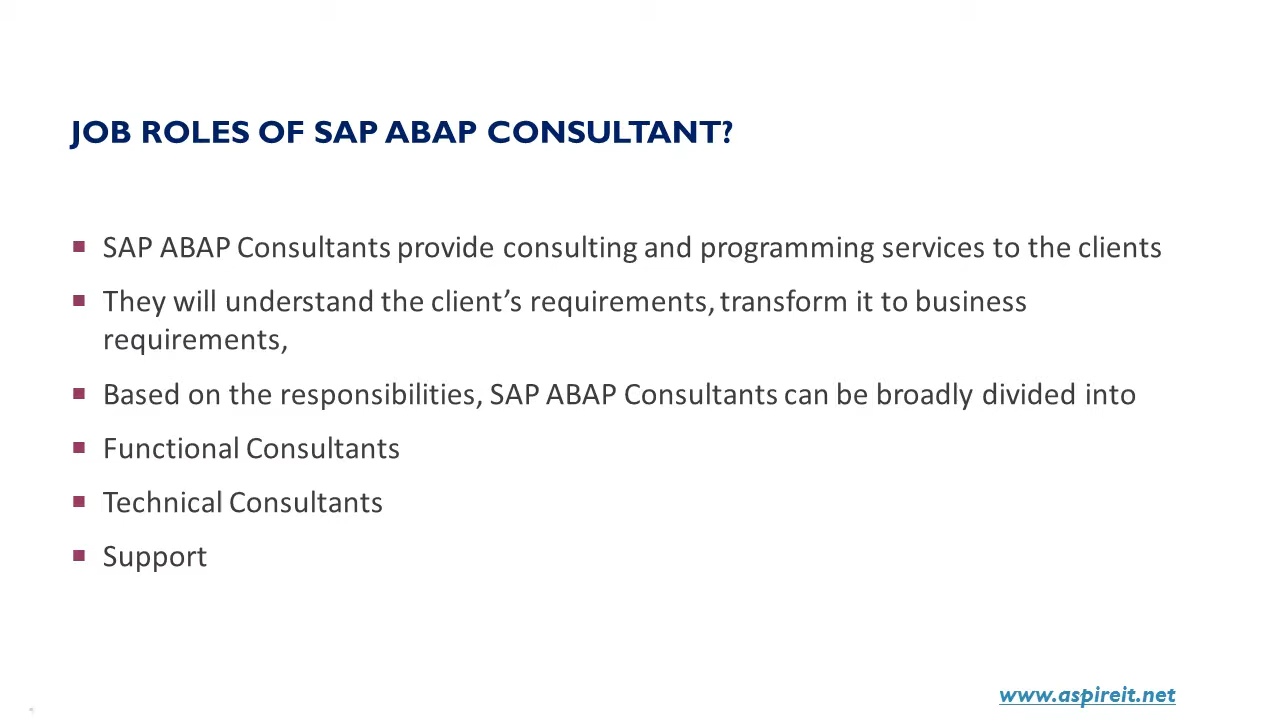 JOB ROLES OF SAP ABAP CONSULTANT?
SAP ABAP Consultants provide consulting and programming services to the clients
They will understand the client’s requirements, transform it to business
requirements,
Based on the responsibilities, SAP ABAP Consultants can be broadly divided into
Functional Consultants
Technical Consultants
Support
www.aspireit.net